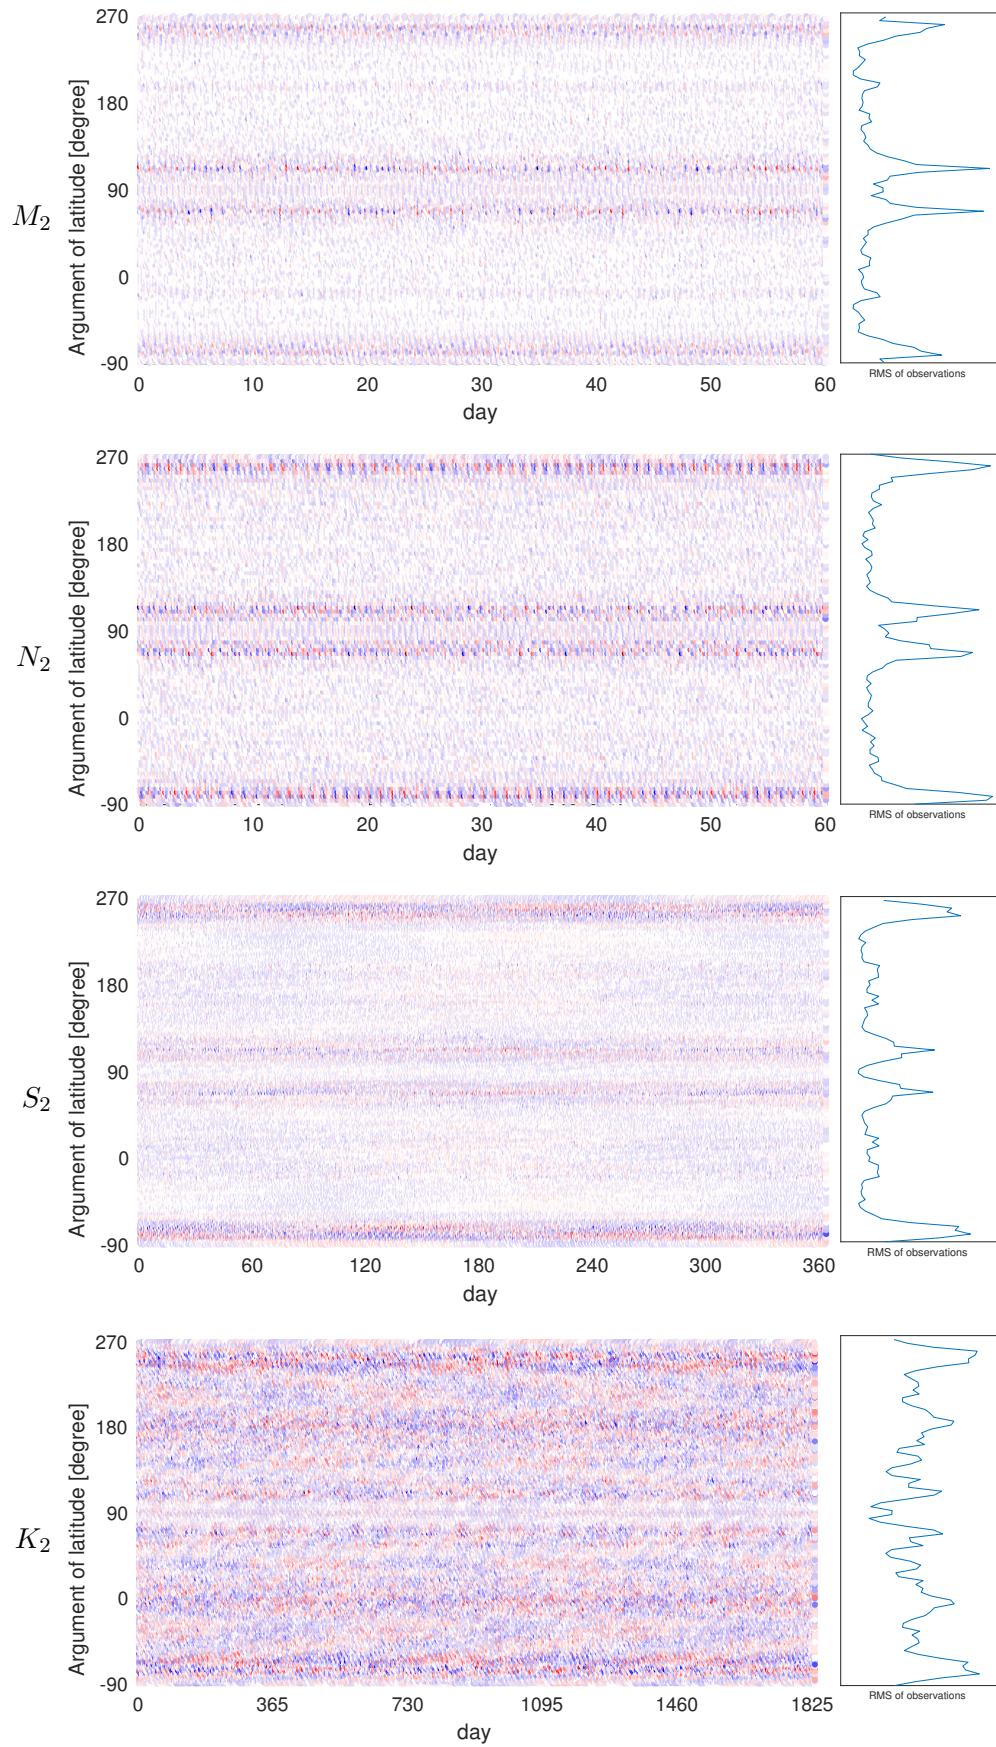 270
180
90
0
-90
Argument of latitude [degree]
M2
0 10 20 30 40 50 60
day
RMS of observations
270
180
90
0
-90
Argument of latitude [degree]
N2
0 10 20 30 40 50 60
day
RMS of observations
270
180
90
0
-90
Argument of latitude [degree]
S2
0 60 120 180 240 300 360
day
RMS of observations
270
180
90
0
-90
Argument of latitude [degree]
K2
0 365 730 1095 1460 1825
day
RMS of observations